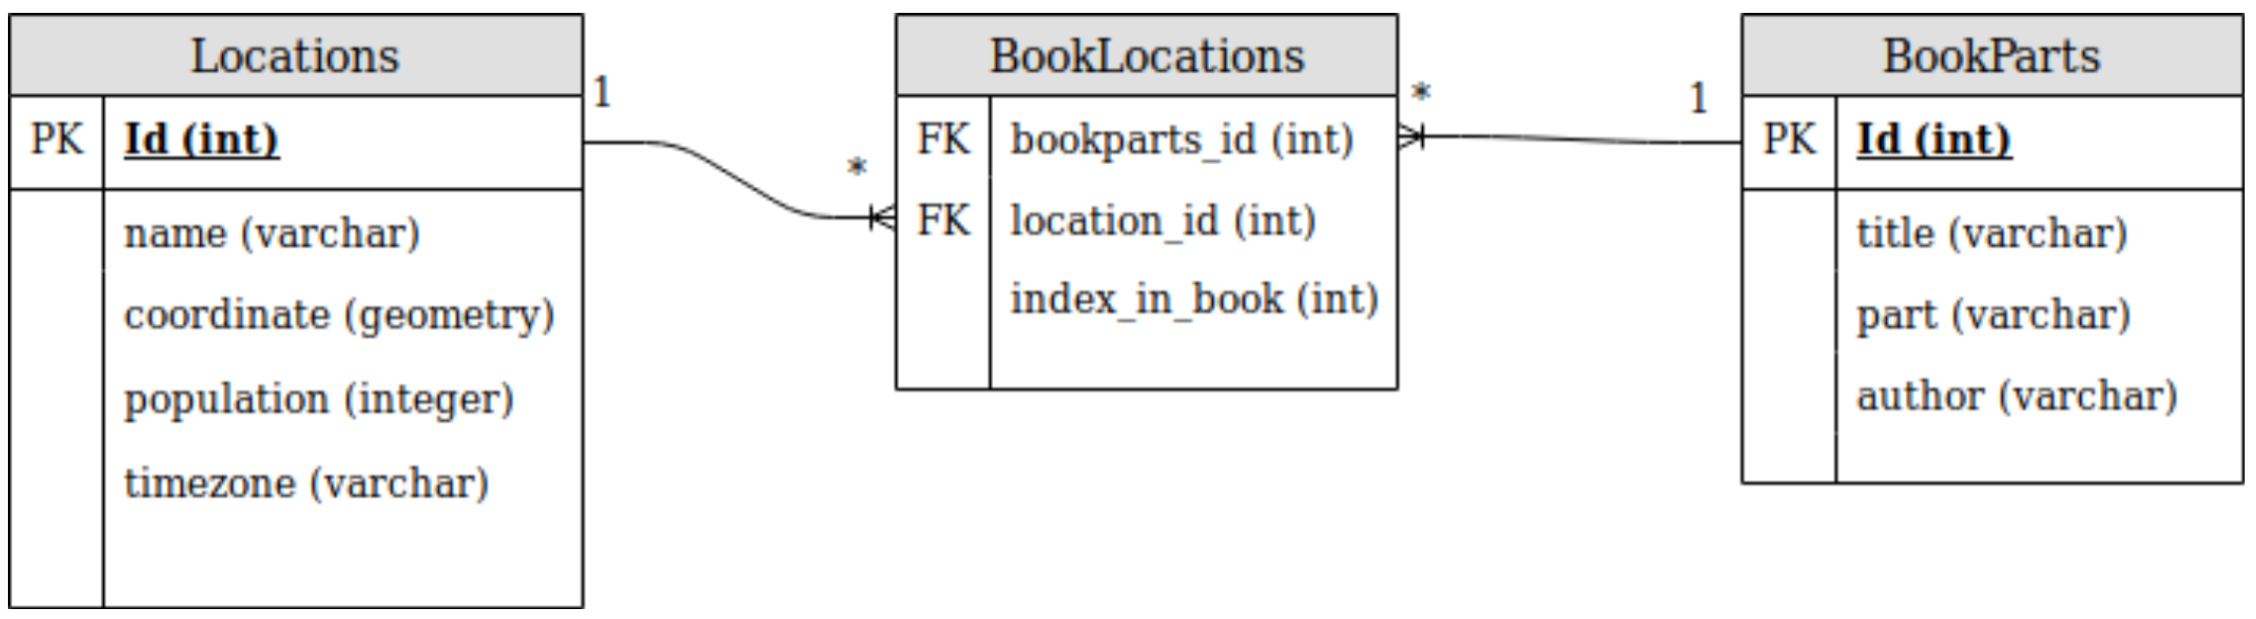 Locations
PK Id (int)
name (varchar)
coordinate (geometry)
population (integer)
timezone (varchar)
1
*
BookLocations
FK bookparts_id (int)
FK location_id (int)
index_in_book (int)
*
1
BookParts
PK Id (int)
title (varchar)
part (varchar)
author (varchar)